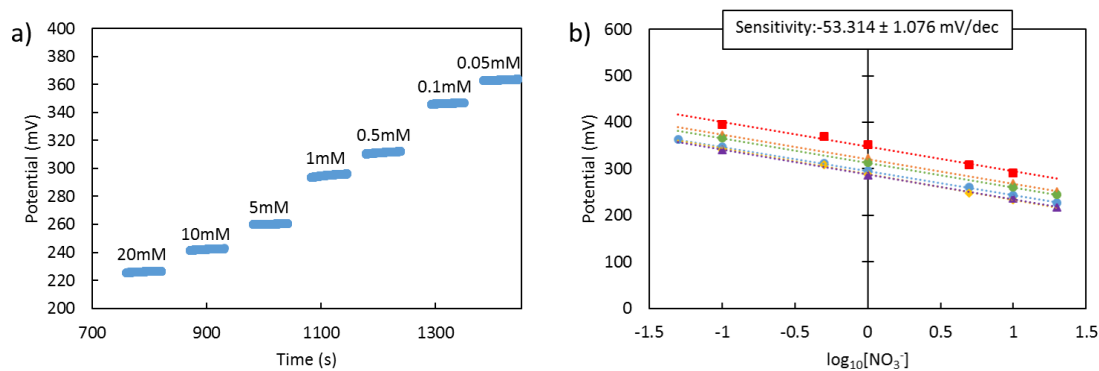 a)
Potential (mV)
400
380
360
340
320
300
280
260
240
220
200
20mM
10mM
5mM
1mM
0.5mM
0.1mM
0.05mM
700
900
1100
1300
Time (s)
b)
Sensitivity:-53.314 ± 1.076 mV/dec
Potential (mV)
600
500
400
300
200
100
0
-1.5
-1
-0.5
0
0.5
1
1.5
log₁₀[NO₃⁻]